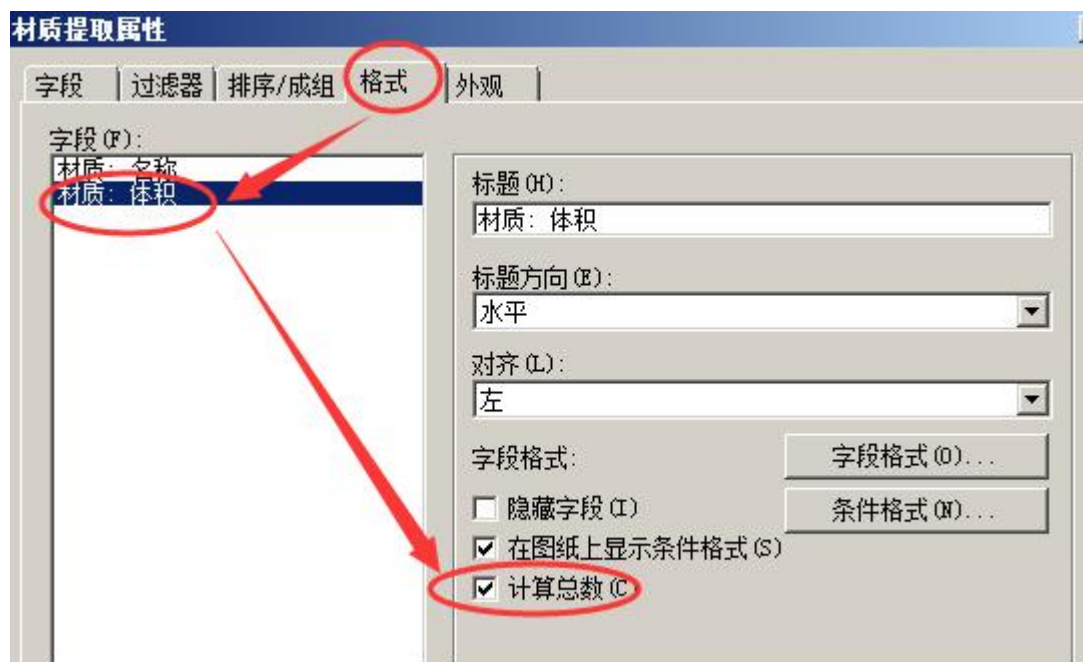 材质提取属性
字段 过滤器 排序/成组 格式 外观
字段(F):
材质: 名称
材质: 体积
标题(H):
材质: 体积
标题方向(E):
水平
对齐(L):
左
字段格式: 字段格式(O)...
隐藏字段(I) 条件格式(N)...
在图纸上显示条件格式(S)
计算总数(C)